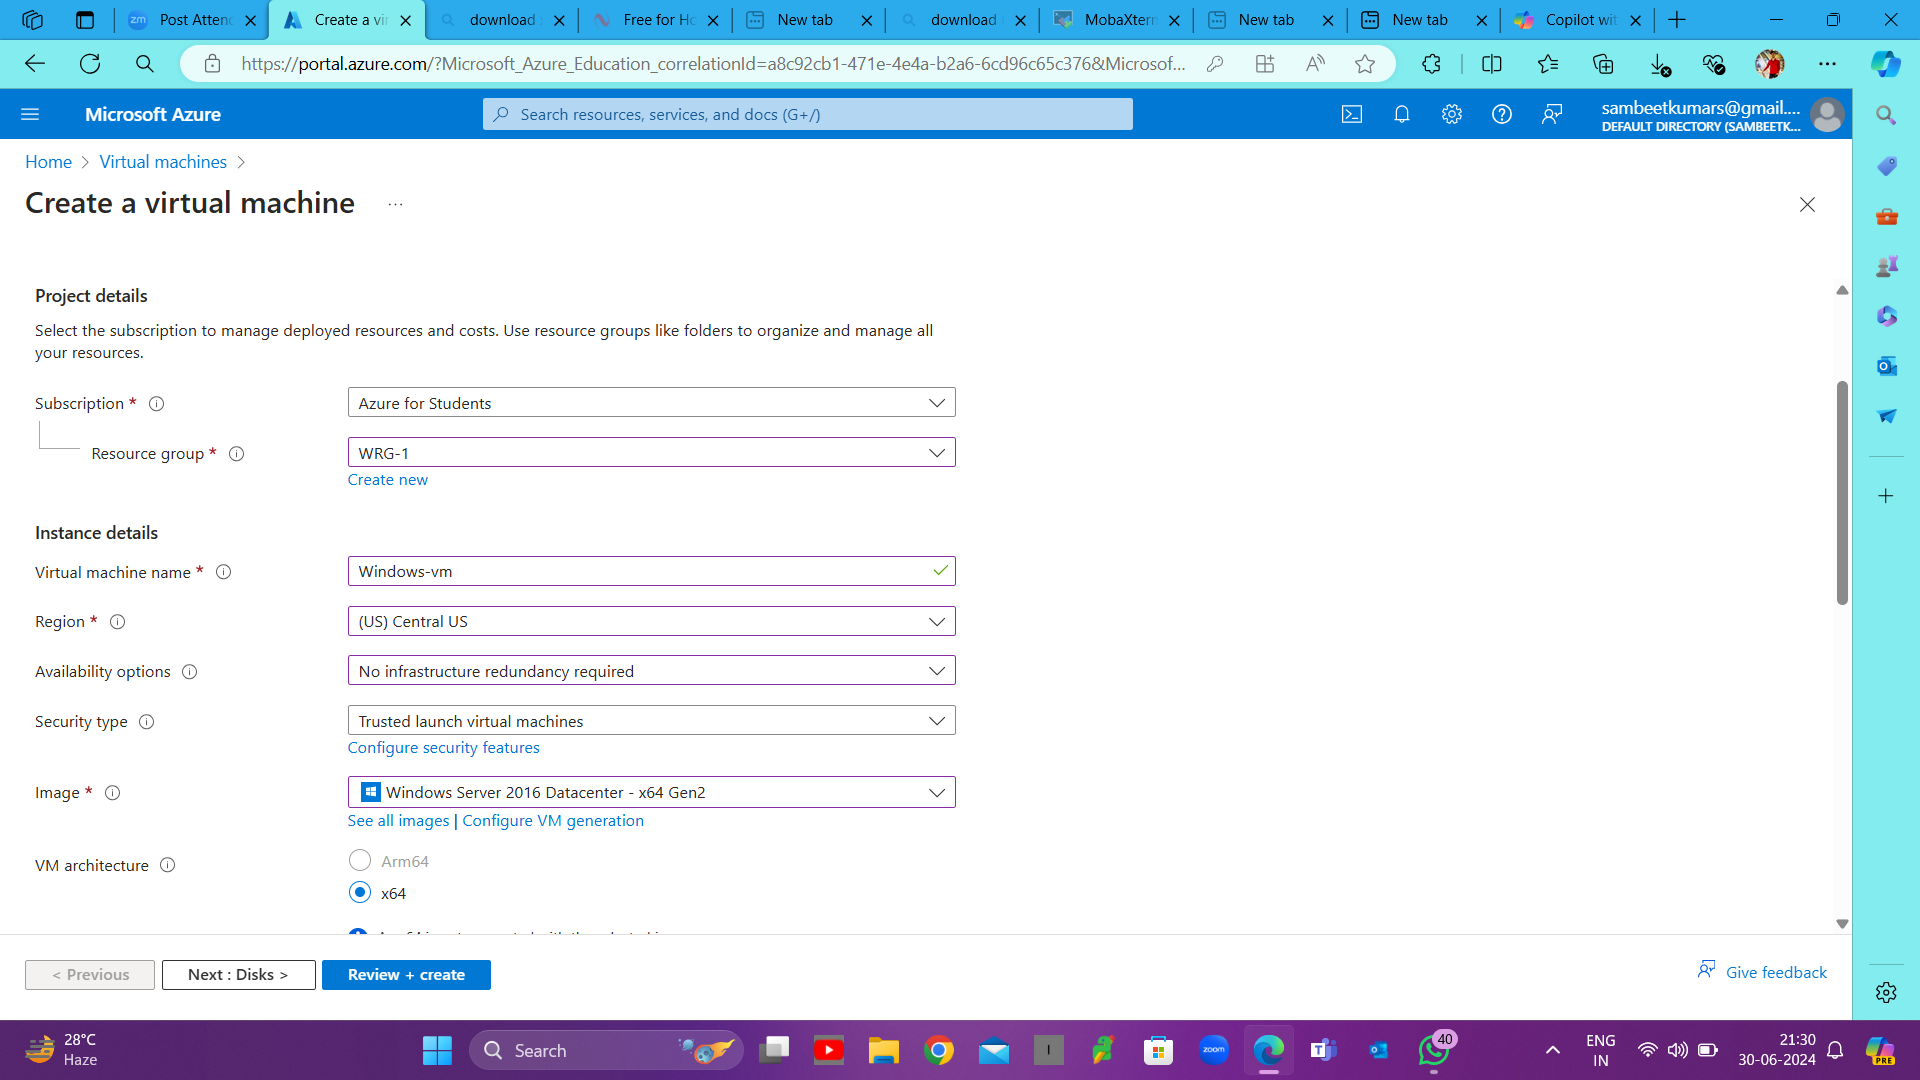 Post Atten
Create a vi
download
Free for Ho
New tab
download
MobaXterm
New tab
New tab
Copilot wit
https://portal.azure.com/?Microsoft_Azure_Education_correlationId=a8c92cb1-471e-4e4a-b2a6-6cd96c65c376&Microsof...
Microsoft Azure
Search resources, services, and docs (G+/)
sambeetkumars@gmail....
DEFAULT DIRECTORY (SAMBEETK...
Home > Virtual machines >
Create a virtual machine ...
Project details
Select the subscription to manage deployed resources and costs. Use resource groups like folders to organize and manage all
your resources.
Subscription *
Azure for Students
Resource group *
WRG-1
Create new
Instance details
Virtual machine name *
Windows-vm
Region *
(US) Central US
Availability options
No infrastructure redundancy required
Security type
Trusted launch virtual machines
Configure security features
Image *
Windows Server 2016 Datacenter - x64 Gen2
See all images | Configure VM generation
VM architecture
Arm64
x64
< Previous
Next : Disks >
Review + create
Give feedback
28°C
Haze
Search
zoom
40
ENG
IN
21:30
30-06-2024
PRE